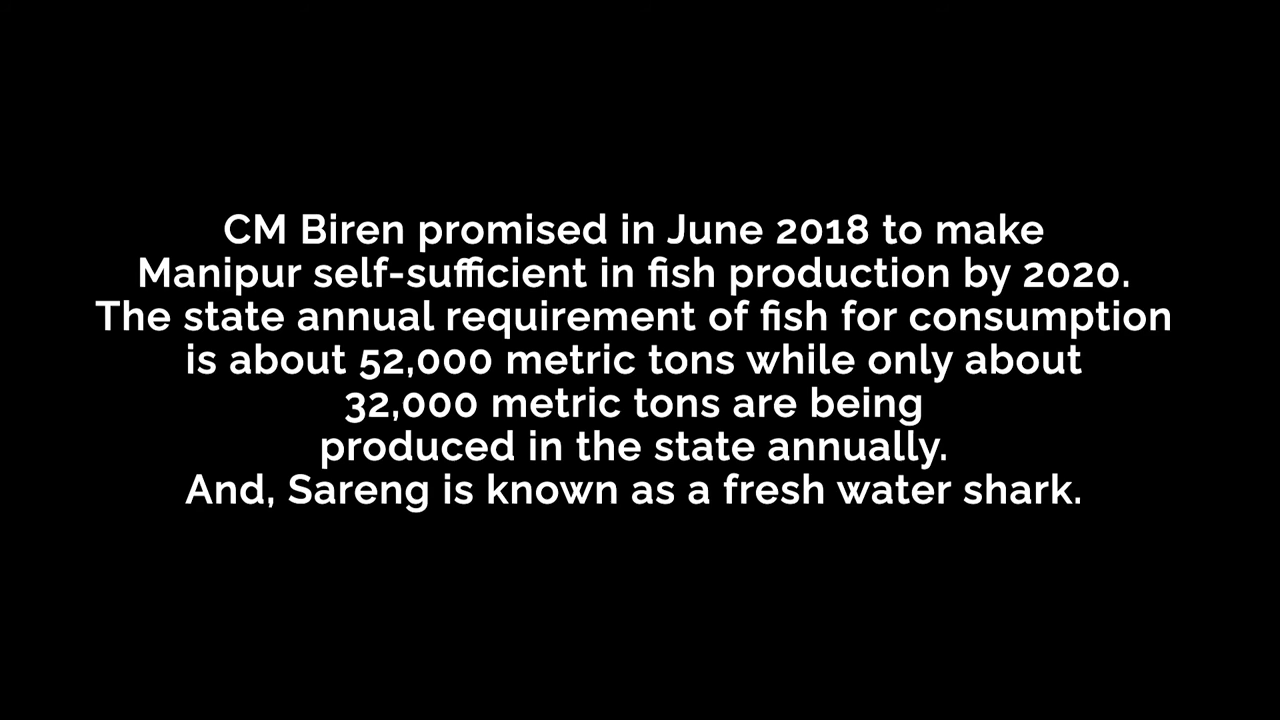 CM Biren promised in June 2018 to make
Manipur self-sufficient in fish production by 2020.
The state annual requirement of fish for consumption
is about 52,000 metric tons while only about
32,000 metric tons are being
produced in the state annually.
And, Sareng is known as a fresh water shark.